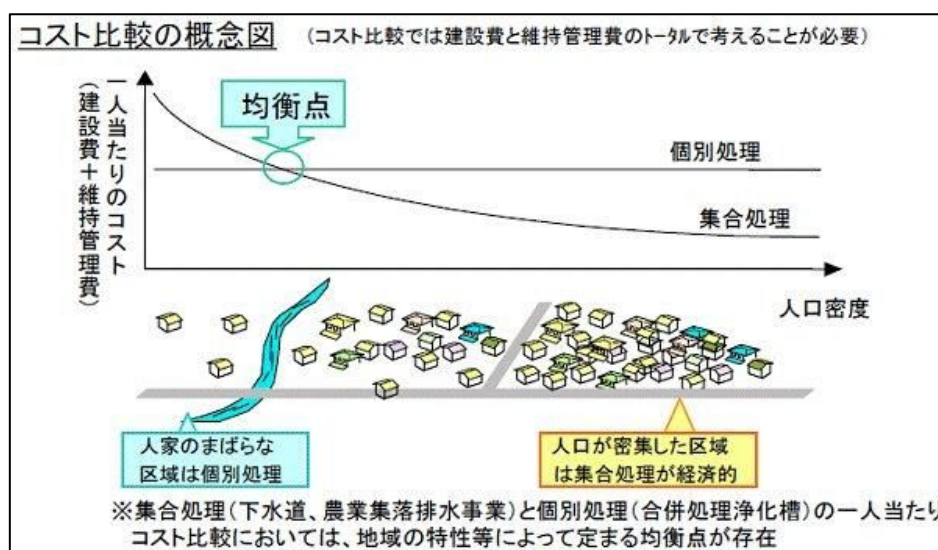 コスト比較の概念図 (コスト比較では建設費と維持管理費のトータルで考えることが必要)
均衡点
一人当たりのコスト
(建設費+維持管理費)
個別処理
集合処理
人口密度
人家のまばらな
区域は個別処理
人口が密集した区域
は集合処理が経済的
※集合処理(下水道、農業集落排水事業)と個別処理(合併処理浄化槽)の一人当たり
コスト比較においては、地域の特性等によって定まる均衡点が存在